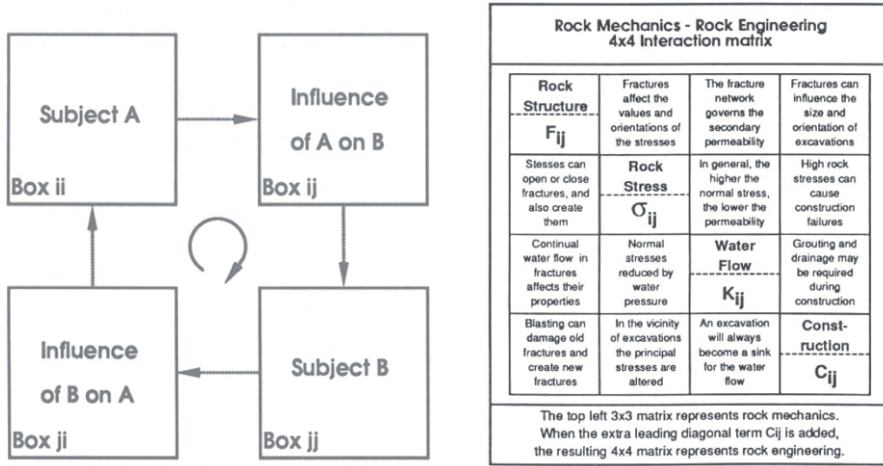 Subject A
Box ii
Influence
of A on B
Box ij
Influence
of B on A
Box ji
Subject B
Box jj
Rock Mechanics - Rock Engineering
4x4 Interaction matrix
Rock
Structure
Fij
Fractures
affect the
values and
orientations of
the stresses
The fracture
network
governs the
secondary
permeability
Fractures can
influence the
size and
orientation of
excavations
Stesses can
open or close
fractures, and
also create
them
Rock
Stress
σij
In general, the
higher the
normal stress,
the lower the
permeability
High rock
stresses can
cause
construction
failures
Continual
water flow in
fractures
affects their
properties
Normal
stresses
reduced by
water
pressure
Water
Flow
Kij
Grouting and
drainage may
be required
during
construction
Blasting can
damage old
fractures and
create new
fractures
In the vicinity
of excavations
the principal
stresses are
altered
An excavation
will always
become a sink
for the water
flow
Const-
ruction
Cij
The top left 3x3 matrix represents rock mechanics.
When the extra leading diagonal term Cij is added,
the resulting 4x4 matrix represents rock engineering.